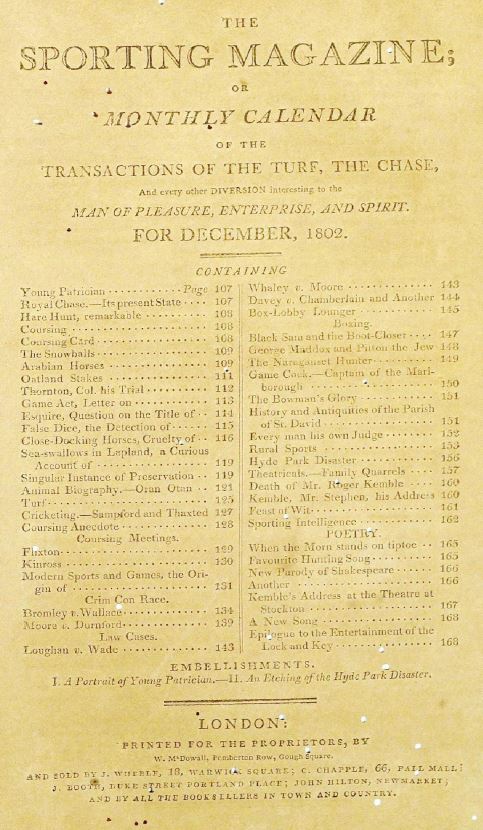 THE
SPORTING MAGAZINE;
OR
MONTHLY CALENDAR
OF THE
TRANSACTIONS OF THE TURF, THE CHASE,
And every other DIVERSION interesting to the
MAN OF PLEASURE, ENTERPRISE, AND SPIRIT.
FOR DECEMBER, 1802.
CONTAINING
Young Patrician ············ Page 107
Royal Chase.—Its present State ···· 107
Hare Hunt, remarkable ·········· 108
Coursing ···················· 108
Coursing Card ················ 108
The Snowballs ················ 109
Arabian Horses ················ 109
Oatland Stakes ················ 111
Thornton, Col. his Trial ·········· 112
Game Act, Letter on ············ 113
Esquire, Question on the Title of ·· 114
False Dice, the Detection of ······ 115
Close-Docking Horses, Cruelty of ·· 116
Sea-swallows in Lapland, a Curious
Account of ················ 119
Singular Instance of Preservation ·· 119
Animal Biography.—Oran Otan ·· 121
Turf ······················ 125
Cricketing.—Sampford and Thaxted 127
Coursing Anecdote ············ 128
Coursing Meetings.
Flixton ···················· 129
Kinross ···················· 130
Modern Sports and Games, the Ori-
gin of ···················· 131
Crim Con Race.
Bromley v. Wallace ············ 134
Moore v. Durnford ············ 139
Law Cases.
Loughan v. Wade ············ 143
Whaley v. Moore ············ 143
Davey v. Chamberlain and Another 144
Box-Lobby Lounger ·········· 145
Boxing.
Black Sam and the Boot-Closer ···· 147
George Maddox and Pitton the Jew 148
The Naraganset Hunter ·········· 149
Game Cock.—Captain of the Marl-
borough ·················· 150
The Bowman's Glory ············ 151
History and Antiquities of the Parish
of St. David ················ 151
Every man his own Judge ········ 152
Rural Sports ················ 153
Hyde Park Disaster ············ 156
Theatricals.—Family Quarrels ···· 157
Death of Mr. Roger Kemble ···· 160
Kemble, Mr. Stephen, his Address 160
Feast of Wit ················ 161
Sporting Intelligence ············ 162
POETRY.
When the Morn stands on tiptoe ·· 165
Favourite Hunting Song ·········· 165
New Parody of Shakespeare ······ 166
Another ···················· 166
Kemble's Address at the Theatre at
Stockton ·················· 167
A New Song ················ 168
Epilogue to the Entertainment of the
Lock and Key ·············· 168
EMBELLISHMENTS.
I. A Portrait of Young Patrician.—II. An Etching of the Hyde Park Disaster.
LONDON:
PRINTED FOR THE PROPRIETORS, BY
W. McDowall, Pemberton Row, Gough Square.
AND SOLD BY J. WHEBLE, 18, WARWICK SQUARE; C. CHAPPLE, 66, PALL MALL;
J. BOOTH, DUKE STREET PORTLAND PLACE; JOHN HILTON, NEWMARKET;
AND BY ALL THE BOOKSELLERS IN TOWN AND COUNTRY.